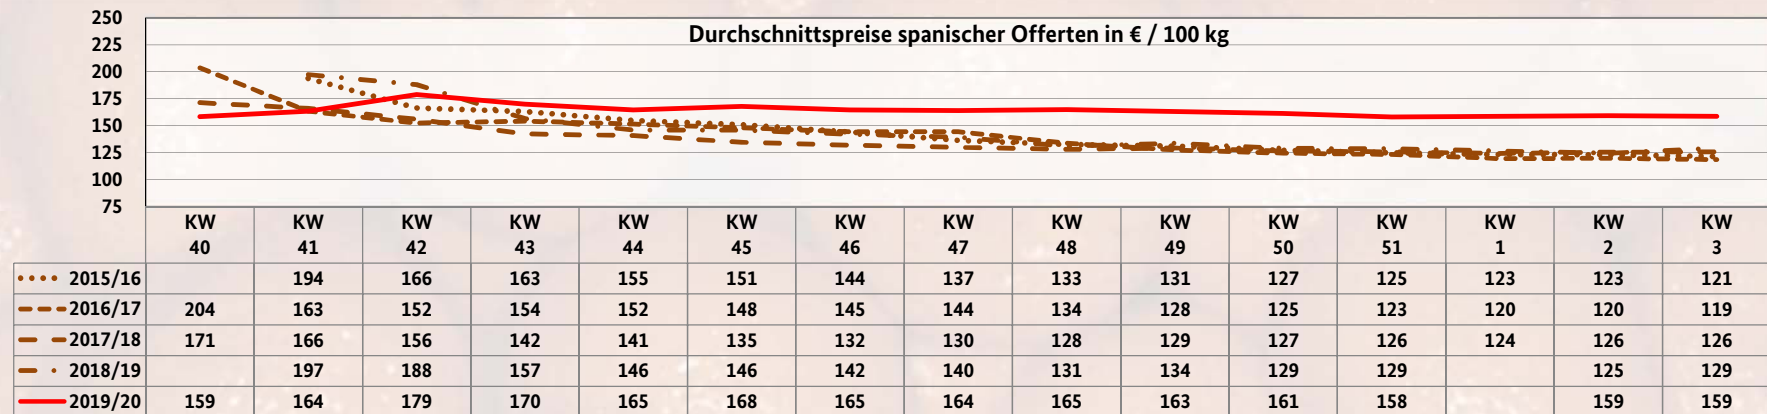 Durchschnittspreise spanischer Offerten in € / 100 kg
250
225
200
175
150
125
100
75
KW 40 KW 41 KW 42 KW 43 KW 44 KW 45 KW 46 KW 47 KW 48 KW 49 KW 50 KW 51 KW 1 KW 2 KW 3
2015/16 194 166 163 155 151 144 137 133 131 127 125 123 123 121
2016/17 204 163 152 154 152 148 145 144 134 128 125 123 120 120 119
2017/18 171 166 156 142 141 135 132 130 128 129 127 126 124 126 126
2018/19 197 188 157 146 146 142 140 131 134 129 129 125 129
2019/20 159 164 179 170 165 168 165 164 165 163 161 158 159 159